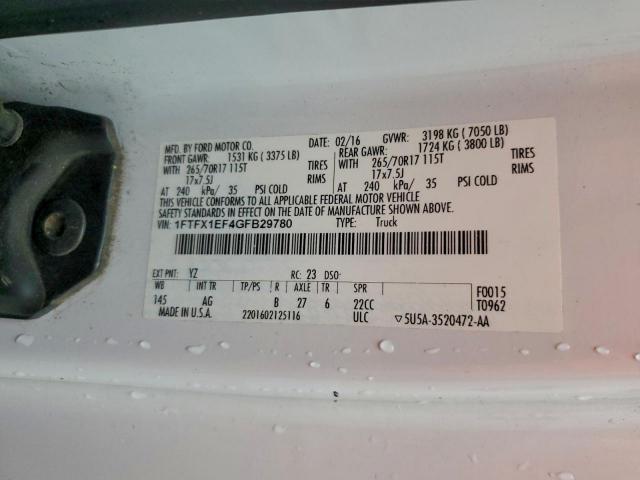 MFD. BY FORD MOTOR CO. DATE: 02/16 GVWR: 3198 KG ( 7050 LB)
FRONT GAWR: 1531 KG ( 3375 LB) REAR GAWR: 1724 KG ( 3800 LB)
WITH 265/70R17 115T TIRES WITH 265/70R17 115T TIRES
17x7.5J RIMS 17x7.5J RIMS
AT 240 kPa/ 35 PSI COLD AT 240 kPa/ 35 PSI COLD
THIS VEHICLE CONFORMS TO ALL APPLICABLE FEDERAL MOTOR VEHICLE
SAFETY STANDARDS IN EFFECT ON THE DATE OF MANUFACTURE SHOWN ABOVE.
VIN: 1FTFX1EF4GFB29780 TYPE: Truck
EXT PNT: YZ RC: 23 DSO:
WB INT TR TP/PS R AXLE TR SPR F0015
145 AG B 27 6 22CC T0962
MADE IN U.S.A. 2201602125116 ULC ▽5U5A-3520472-AA